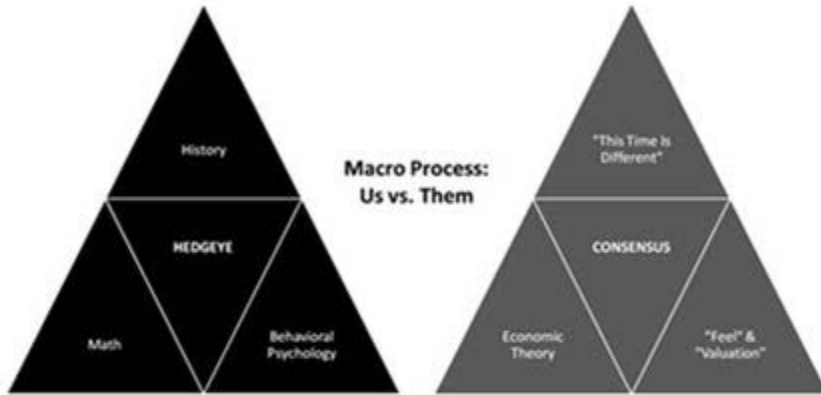 History
HEDGEYE
Math
Behavioral
Psychology
Macro Process:
Us vs. Them
"This Time Is
Different"
CONSENSUS
Economic
Theory
"Feel" &
"Valuation"